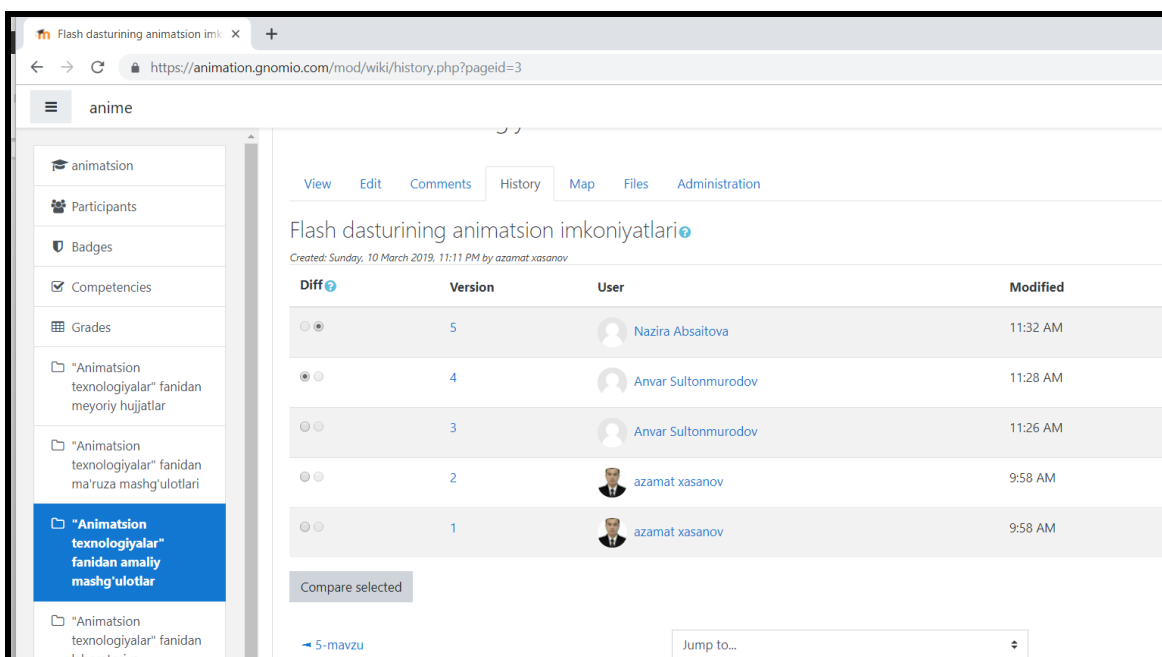 Flash dasturining animatsion imk
https://animation.gnomio.com/mod/wiki/history.php?pageid=3
anime
animatsion
Participants
Badges
Competencies
Grades
"Animatsion
texnologiyalar" fanidan
meyoriy hujjatlar
"Animatsion
texnologiyalar" fanidan
ma'ruza mashg'ulotlari
"Animatsion
texnologiyalar"
fanidan amaliy
mashg'ulotlar
"Animatsion
texnologiyalar" fanidan
View Edit Comments History Map Files Administration
Flash dasturining animatsion imkoniyatlari
Created: Sunday, 10 March 2019, 11:11 PM by azamat xasanov
Diff Version User Modified
5 Nazira Absaitova 11:32 AM
4 Anvar Sultonmurodov 11:28 AM
3 Anvar Sultonmurodov 11:26 AM
2 azamat xasanov 9:58 AM
1 azamat xasanov 9:58 AM
Compare selected
◄ 5-mavzu
Jump to...